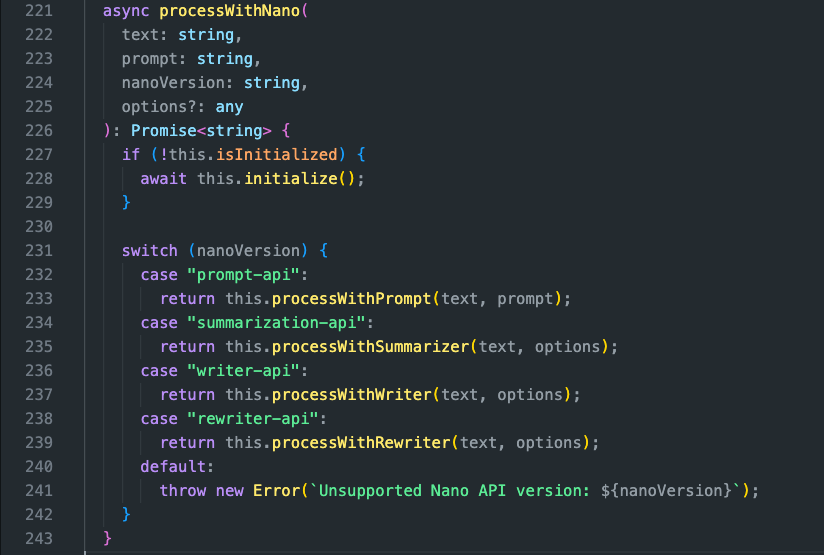 221 async processWithNano(
222 text: string,
223 prompt: string,
224 nanoVersion: string,
225 options?: any
226 ): Promise<string> {
227 if (!this.isInitialized) {
228 await this.initialize();
229 }
230
231 switch (nanoVersion) {
232 case "prompt-api":
233 return this.processWithPrompt(text, prompt);
234 case "summarization-api":
235 return this.processWithSummarizer(text, options);
236 case "writer-api":
237 return this.processWithWriter(text, options);
238 case "rewriter-api":
239 return this.processWithRewriter(text, options);
240 default:
241 throw new Error(`Unsupported Nano API version: ${nanoVersion}`);
242 }
243 }